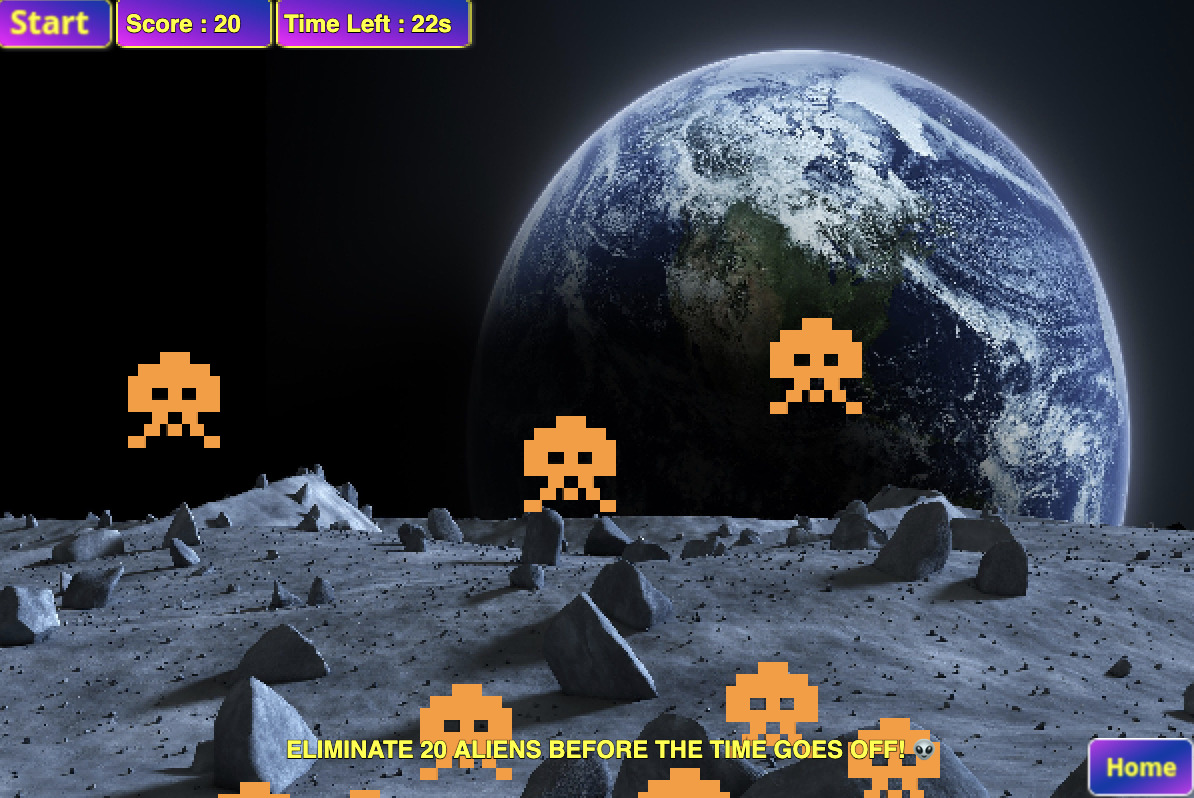 Start
Score : 20
Time Left : 22s
ELIMINATE 20 ALIENS BEFORE THE TIME GOES OFF! 👽
Home